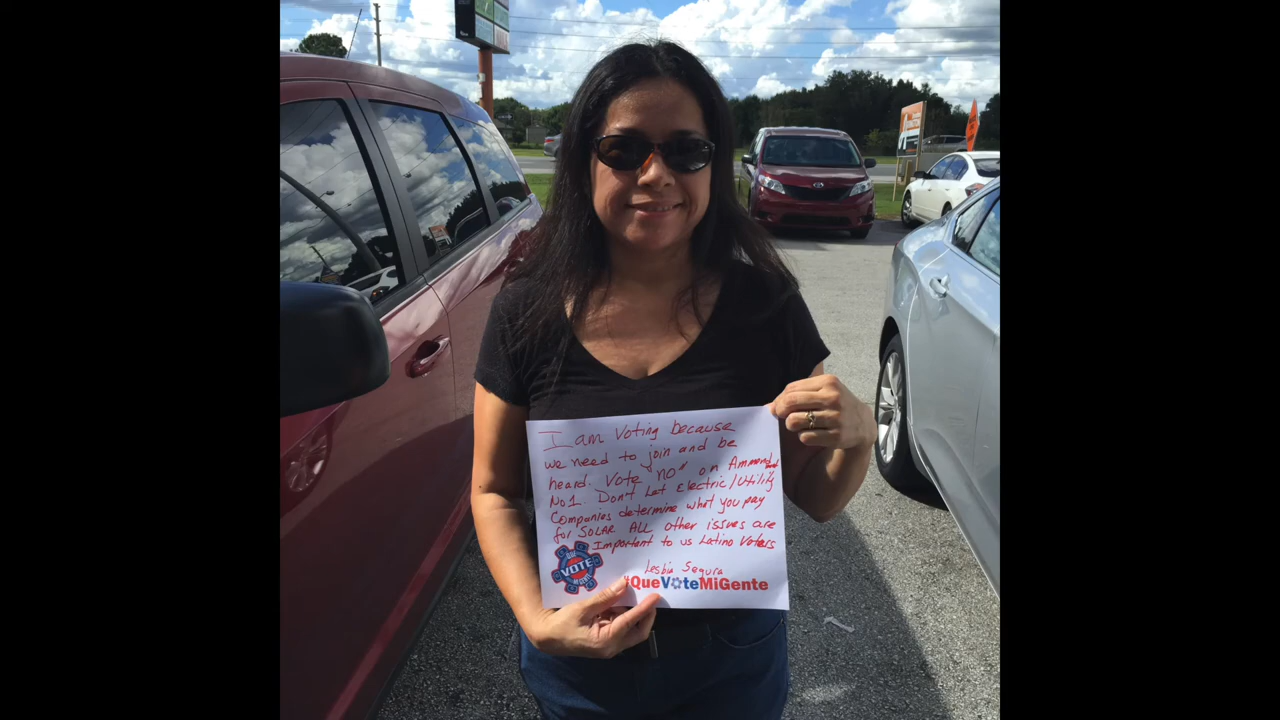 I am Voting because
we need to join and be
heard. Vote "NO" on Ammendment
No1. Don't Let Electric/Utility
Companies determine what you pay
for SOLAR ALL other issues are
Important to us Latino Voters
Lesbia Segura
VOTE
#QueVoteMiGente